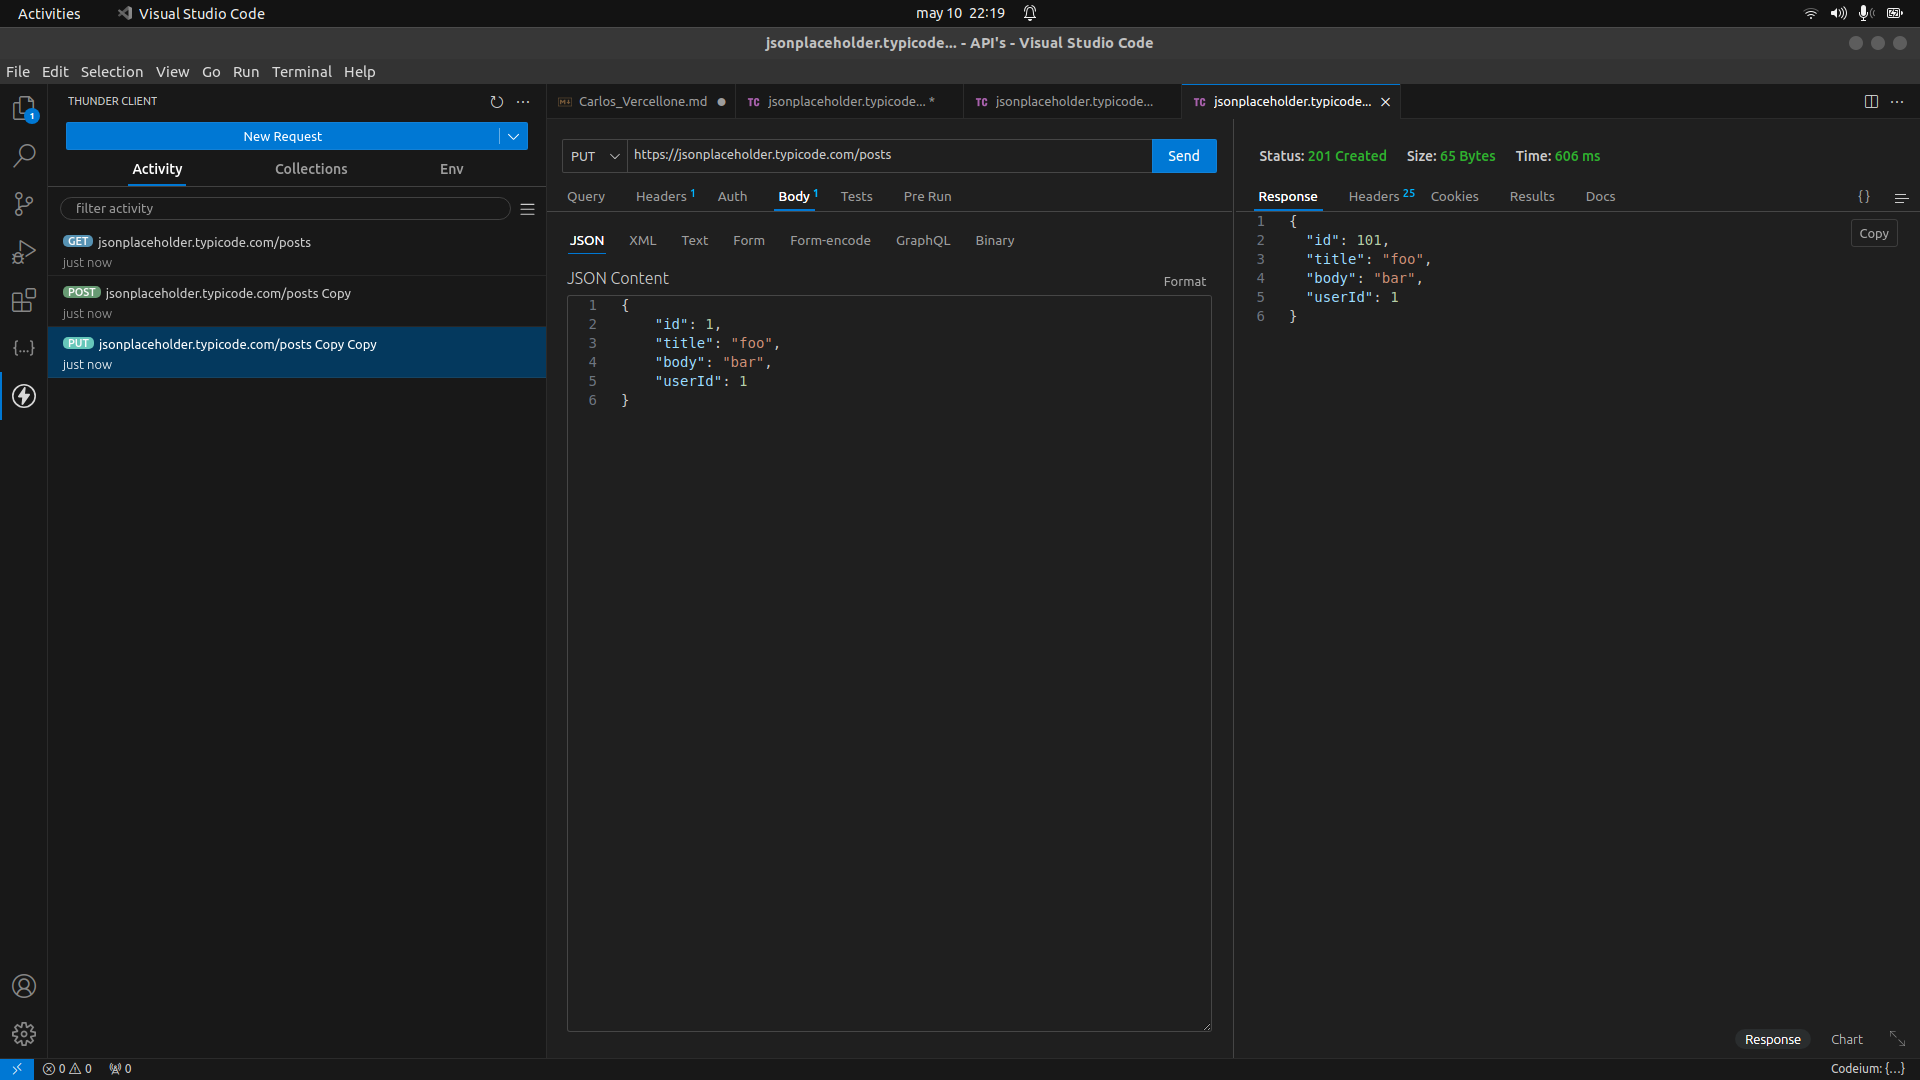 Activities
Visual Studio Code
may 10 22:19
jsonplaceholder.typicode... - API's - Visual Studio Code
File Edit Selection View Go Run Terminal Help
1
THUNDER CLIENT
New Request
Activity Collections Env
filter activity
GET jsonplaceholder.typicode.com/posts
just now
POST jsonplaceholder.typicode.com/posts Copy
just now
PUT jsonplaceholder.typicode.com/posts Copy Copy
just now
Carlos_Vercellone.md
TC jsonplaceholder.typicode... *
TC jsonplaceholder.typicode...
TC jsonplaceholder.typicode...
PUT https://jsonplaceholder.typicode.com/posts Send
Query Headers 1 Auth Body 1 Tests Pre Run
JSON XML Text Form Form-encode GraphQL Binary
JSON Content
Format
1 {
2 "id": 1,
3 "title": "foo",
4 "body": "bar",
5 "userId": 1
6 }
Status: 201 Created Size: 65 Bytes Time: 606 ms
Response Headers 25 Cookies Results Docs {}
Copy
1 {
2 "id": 101,
3 "title": "foo",
4 "body": "bar",
5 "userId": 1
6 }
Response Chart
0 0 0
Codeium: {...}